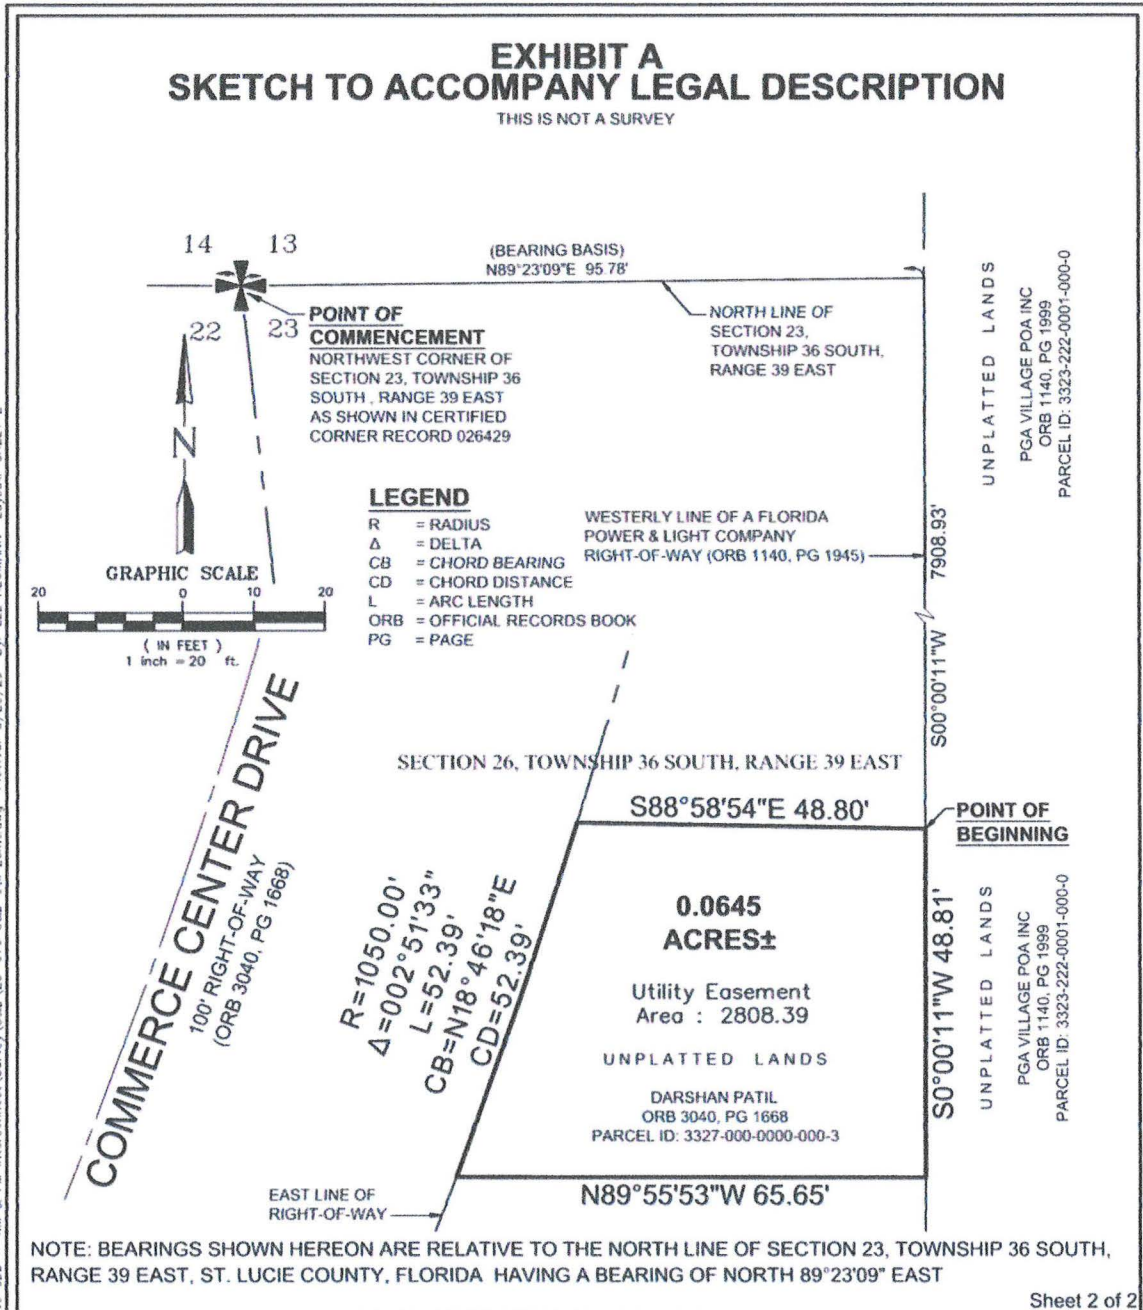 EXHIBIT A
SKETCH TO ACCOMPANY LEGAL DESCRIPTION
THIS IS NOT A SURVEY
14 13
22 23
(BEARING BASIS)
N89°23'09"E 95.78'
POINT OF
COMMENCEMENT
NORTHWEST CORNER OF
SECTION 23, TOWNSHIP 36
SOUTH , RANGE 39 EAST
AS SHOWN IN CERTIFIED
CORNER RECORD 026429
NORTH LINE OF
SECTION 23,
TOWNSHIP 36 SOUTH,
RANGE 39 EAST
UNPLATTED LANDS
PGA VILLAGE POA INC
ORB 1140, PG 1999
PARCEL ID: 3323-222-0001-000-0
N
GRAPHIC SCALE
20 0 10 20
( IN FEET )
1 inch = 20 ft.
LEGEND
R = RADIUS
Δ = DELTA
CB = CHORD BEARING
CD = CHORD DISTANCE
L = ARC LENGTH
ORB = OFFICIAL RECORDS BOOK
PG = PAGE
WESTERLY LINE OF A FLORIDA
POWER & LIGHT COMPANY
RIGHT-OF-WAY (ORB 1140, PG 1945)
7908.93'
S00°00'11"W
COMMERCE CENTER DRIVE
100' RIGHT-OF-WAY
(ORB 3040, PG 1668)
SECTION 26, TOWNSHIP 36 SOUTH, RANGE 39 EAST
S88°58'54"E 48.80'
POINT OF
BEGINNING
R=1050.00'
Δ=002°51'33"
L=52.39'
CB=N18°46'18"E
CD=52.39'
0.0645
ACRES±
Utility Easement
Area : 2808.39
UNPLATTED LANDS
DARSHAN PATIL
ORB 3040, PG 1668
PARCEL ID: 3327-000-0000-000-3
S0°00'11"W 48.81'
UNPLATTED LANDS
PGA VILLAGE POA INC
ORB 1140, PG 1999
PARCEL ID: 3323-222-0001-000-0
EAST LINE OF
RIGHT-OF-WAY
N89°55'53"W 65.65'
NOTE: BEARINGS SHOWN HEREON ARE RELATIVE TO THE NORTH LINE OF SECTION 23, TOWNSHIP 36 SOUTH,
RANGE 39 EAST, ST. LUCIE COUNTY, FLORIDA HAVING A BEARING OF NORTH 89°23'09" EAST
Sheet 2 of 2